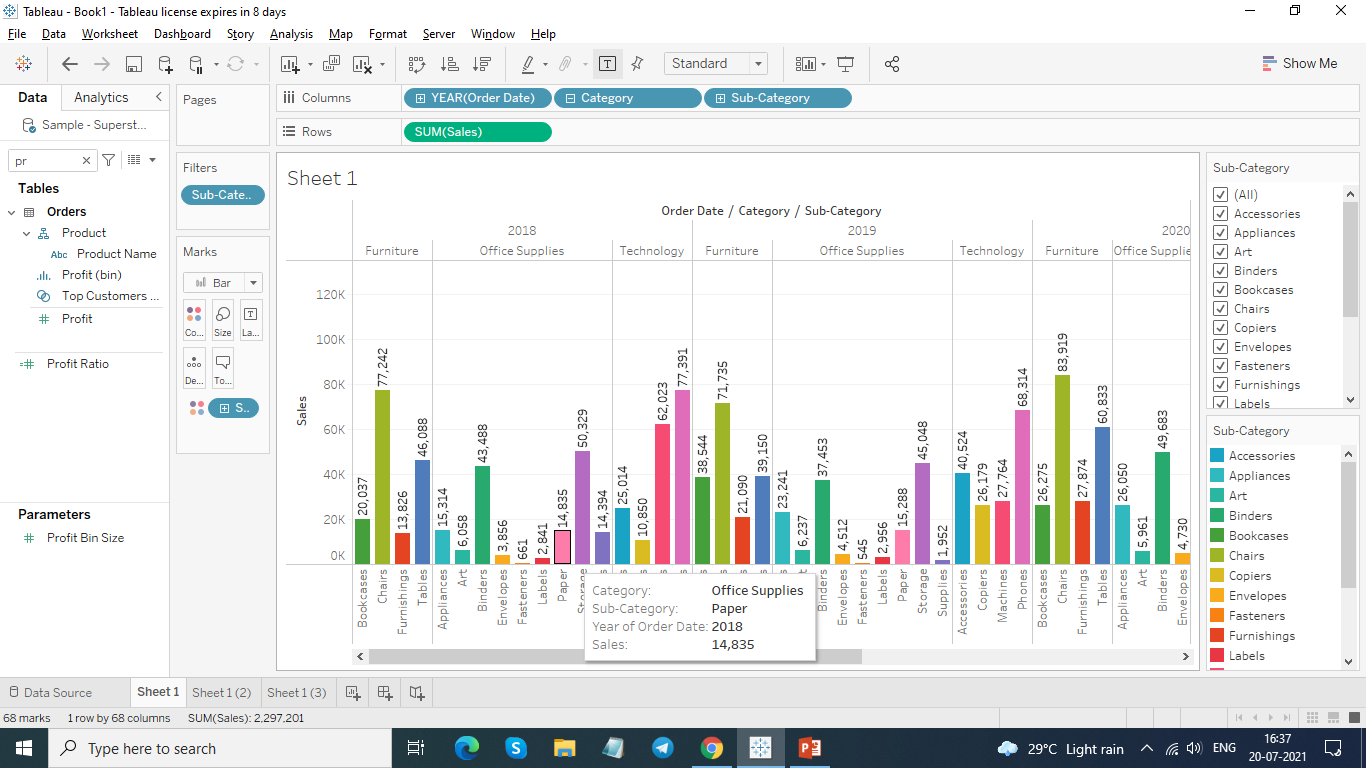 Tableau - Book1 - Tableau license expires in 8 days
File Data Worksheet Dashboard Story Analysis Map Format Server Window Help
Standard
Show Me
Data Analytics
Sample - Superst...
pr
Tables
Orders
Product
Abc Product Name
Profit (bin)
Top Customers ...
Profit
Profit Ratio
Parameters
Profit Bin Size
Pages
Filters
Sub-Cate..
Marks
Bar
Co... Size La...
De... To...
S..
Columns YEAR(Order Date) Category Sub-Category
Rows SUM(Sales)
Sheet 1
Order Date / Category / Sub-Category
2018 2019 2020
Furniture Office Supplies Technology Furniture Office Supplies Technology Furniture Office Supplie
Sales
120K
100K
80K
60K
40K
20K
0K
20,037 77,242 13,826 46,088 15,314 6,058 43,488 3,856 661 2,841 14,835 50,329 14,394 25,014 10,850 62,023 77,391 38,544 71,735 21,090 39,150 23,241 6,237 37,453 4,512 545 2,956 15,288 45,048 1,952 40,524 26,179 27,764 68,314 26,275 83,919 27,874 60,833 26,050 5,961 49,683 4,730
Bookcases Chairs Furnishings Tables Appliances Art Binders Envelopes Fasteners Labels Paper Binders Envelopes Fasteners Labels Paper Storage Supplies Accessories Copiers Machines Phones Bookcases Chairs Furnishings Tables Appliances Art Binders Envelopes
Category: Office Supplies
Sub-Category: Paper
Year of Order Date: 2018
Sales: 14,835
Sub-Category
(All)
Accessories
Appliances
Art
Binders
Bookcases
Chairs
Copiers
Envelopes
Fasteners
Furnishings
Labels
Sub-Category
Accessories
Appliances
Art
Binders
Bookcases
Chairs
Copiers
Envelopes
Fasteners
Furnishings
Labels
Data Source Sheet 1 Sheet 1 (2) Sheet 1 (3)
68 marks 1 row by 68 columns SUM(Sales): 2,297,201
Type here to search
29°C Light rain ENG 16:37
20-07-2021